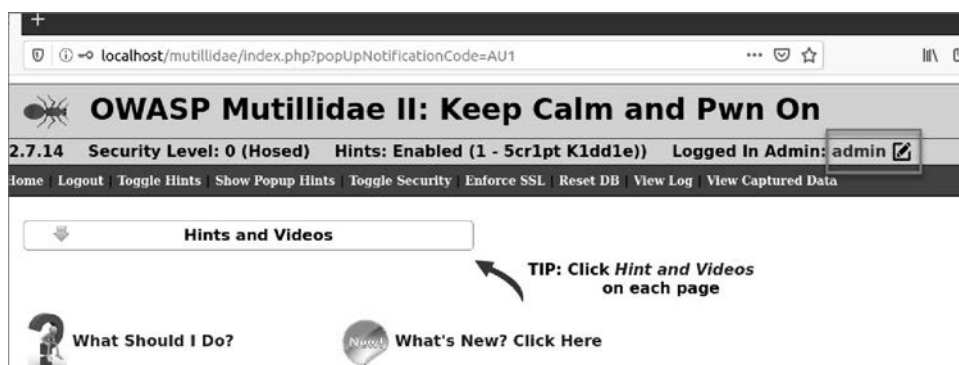 +
localhost/mutillidae/index.php?popUpNotificationCode=AU1
OWASP Mutillidae II: Keep Calm and Pwn On
2.7.14 Security Level: 0 (Hosed) Hints: Enabled (1 - 5cr1pt K1dd1e)) Logged In Admin: admin
Home | Logout | Toggle Hints | Show Popup Hints | Toggle Security | Enforce SSL | Reset DB | View Log | View Captured Data
Hints and Videos
TIP: Click Hint and Videos
on each page
What Should I Do?
New! What's New? Click Here